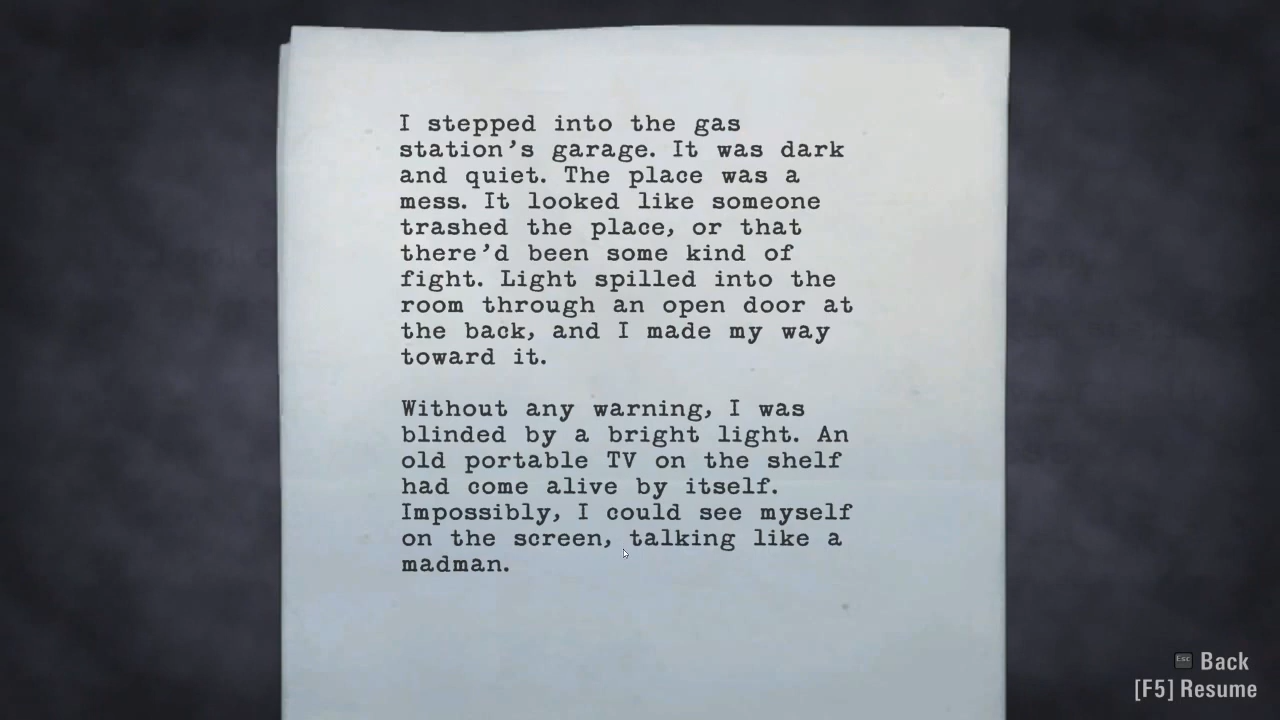 I stepped into the gas
station’s garage. It was dark
and quiet. The place was a
mess. It looked like someone
trashed the place, or that
there’d been some kind of
fight. Light spilled into the
room through an open door at
the back, and I made my way
toward it.
Without any warning, I was
blinded by a bright light. An
old portable TV on the shelf
had come alive by itself.
Impossibly, I could see myself
on the screen, talking like a
madman.
Esc Back
[F5] Resume